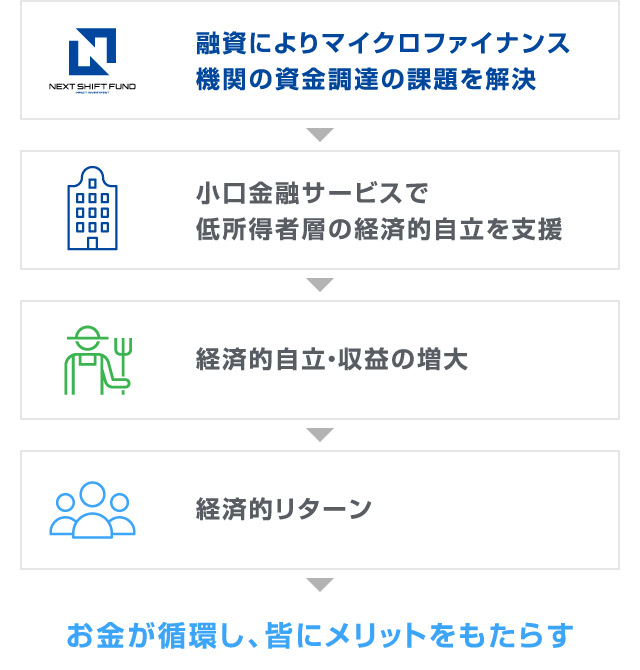 NEXT SHIFT FUND
IMPACT INVESTMENT
融資によりマイクロファイナンス
機関の資金調達の課題を解決
小口金融サービスで
低所得者層の経済的自立を支援
経済的自立・収益の増大
経済的リターン
お金が循環し、皆にメリットをもたらす